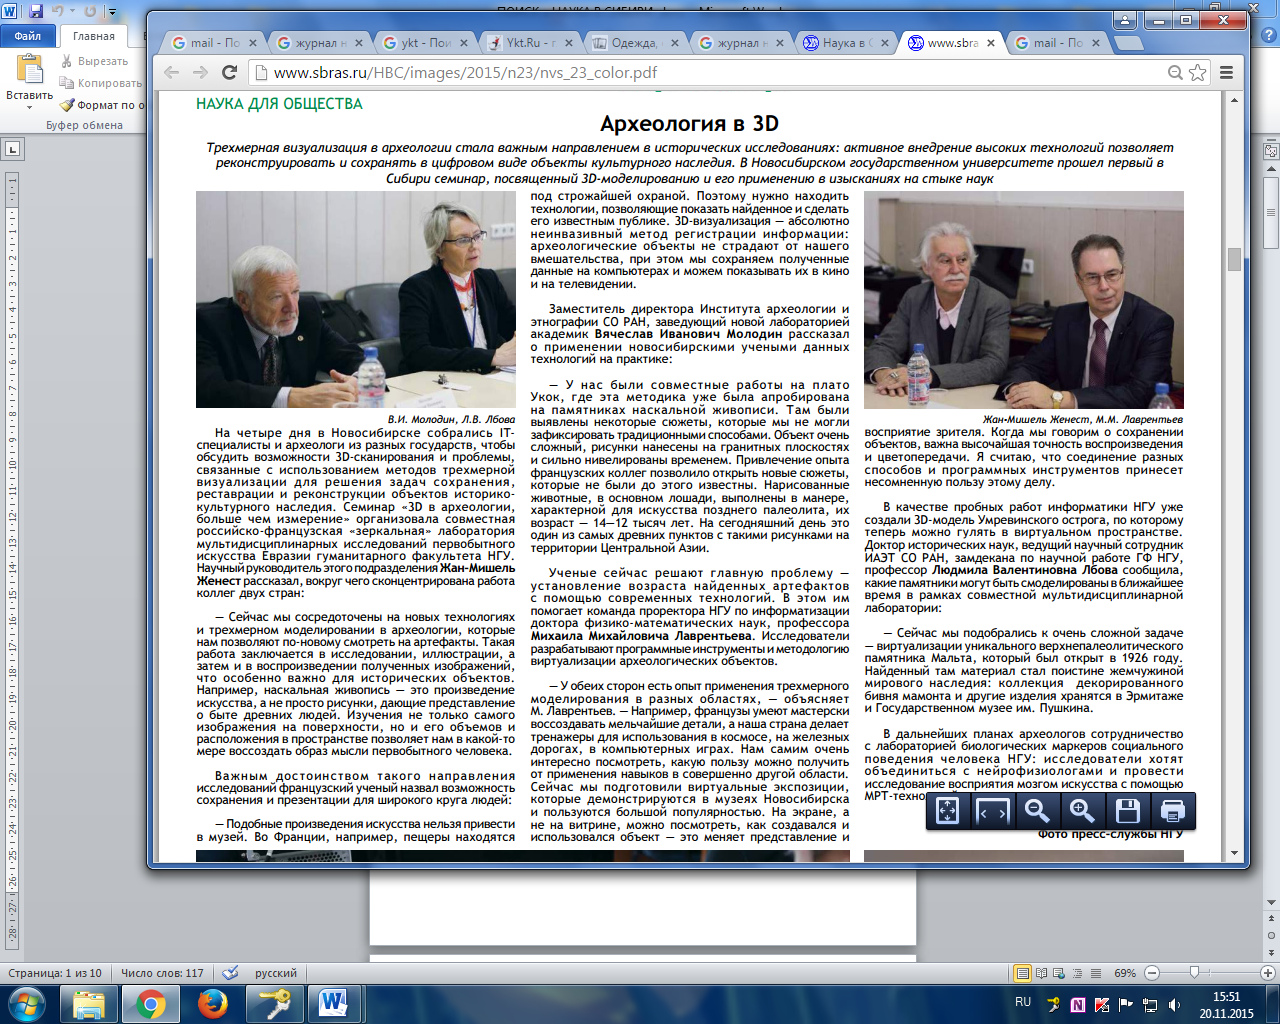 Файл
Главная
Вставить
Вырезать
Копировать
Формат по о
Буфер обмена
mail - По
журнал н
ykt - Пои
Ykt.Ru - г
Одежда,
журнал н
Наука в С
www.sbra
mail - По
www.sbras.ru/HBC/images/2015/n23/nvs_23_color.pdf
НАУКА ДЛЯ ОБЩЕСТВА
Археология в 3D
Трехмерная визуализация в археологии стала важным направлением в исторических исследованиях: активное внедрение высоких технологий позволяет
реконструировать и сохранять в цифровом виде объекты культурного наследия. В Новосибирском государственном университете прошел первый в
Сибири семинар, посвященный 3D-моделированию и его применению в изысканиях на стыке наук
В.И. Молодин, Л.В. Лбова
На четыре дня в Новосибирске собрались IT-
специалисты и археологи из разных государств, чтобы
обсудить возможности 3D-сканирования и проблемы,
связанные с использованием методов трехмерной
визуализации для решения задач сохранения,
реставрации и реконструкции объектов историко-
культурного наследия. Семинар «3D в археологии,
больше чем измерение» организовала совместная
российско-французская «зеркальная» лаборатория
мультидисциплинарных исследований первобытного
искусства Евразии гуманитарного факультета НГУ.
Научный руководитель этого подразделения Жан-Мишель
Женест рассказал, вокруг чего сконцентрирована работа
коллег двух стран:
— Сейчас мы сосредоточены на новых технологиях
и трехмерном моделировании в археологии, которые
нам позволяют по-новому смотреть на артефакты. Такая
работа заключается в исследовании, иллюстрации, а
затем и в воспроизведении полученных изображений,
что особенно важно для исторических объектов.
Например, наскальная живопись — это произведение
искусства, а не просто рисунки, дающие представление
о быте древних людей. Изучения не только самого
изображения на поверхности, но и его объемов и
расположения в пространстве позволяет нам в какой-то
мере воссоздать образ мысли первобытного человека.
Важным достоинством такого направления
исследований французский ученый назвал возможность
сохранения и презентации для широкого круга людей:
— Подобные произведения искусства нельзя привести
в музей. Во Франции, например, пещеры находятся
под строжайшей охраной. Поэтому нужно находить
технологии, позволяющие показать найденное и сделать
его известным публике. 3D-визуализация — абсолютно
неинвазивный метод регистрации информации:
археологические объекты не страдают от нашего
вмешательства, при этом мы сохраняем полученные
данные на компьютерах и можем показывать их в кино
и на телевидении.
Заместитель директора Института археологии и
этнографии СО РАН, заведующий новой лабораторией
академик Вячеслав Иванович Молодин рассказал
о применении новосибирскими учеными данных
технологий на практике:
— У нас были совместные работы на плато
Укок, где эта методика уже была апробирована
на памятниках наскальной живописи. Там были
выявлены некоторые сюжеты, которые мы не могли
зафиксировать традиционными способами. Объект очень
сложный, рисунки нанесены на гранитных плоскостях
и сильно нивелированы временем. Привлечение опыта
французских коллег позволило открыть новые сюжеты,
которые не были до этого известны. Нарисованные
животные, в основном лошади, выполнены в манере,
характерной для искусства позднего палеолита, их
возраст — 14—12 тысяч лет. На сегодняшний день это
один из самых древних пунктов с такими рисунками на
территории Центральной Азии.
Ученые сейчас решают главную проблему —
установление возраста найденных артефактов
с помощью современных технологий. В этом им
помогает команда проректора НГУ по информатизации
доктора физико-математических наук, профессора
Михаила Михайловича Лаврентьева. Исследователи
разрабатывают программные инструменты и методологию
виртуализации археологических объектов.
— У обеих сторон есть опыт применения трехмерного
моделирования в разных областях, — объясняет
М. Лаврентьев. — Например, французы умеют мастерски
воссоздавать мельчайшие детали, а наша страна делает
тренажеры для использования в космосе, на железных
дорогах, в компьютерных играх. Нам самим очень
интересно посмотреть, какую пользу можно получить
от применения навыков в совершенно другой области.
Сейчас мы подготовили виртуальные экспозиции,
которые демонстрируются в музеях Новосибирска
и пользуются большой популярностью. На экране, а
не на витрине, можно посмотреть, как создавался и
использовался объект — это меняет представление и
Жан-Мишель Женест, М.М. Лаврентьев
восприятие зрителя. Когда мы говорим о сохранении
объектов, важна высочайшая точность воспроизведения
и цветопередачи. Я считаю, что соединение разных
способов и программных инструментов принесет
несомненную пользу этому делу.
В качестве пробных работ информатики НГУ уже
создали 3D-модель Умревинского острога, по которому
теперь можно гулять в виртуальном пространстве.
Доктор исторических наук, ведущий научный сотрудник
ИАЭТ СО РАН, замдекана по научной работе ГФ НГУ,
профессор Людмила Валентиновна Лбова сообщила,
какие памятники могут быть смоделированы в ближайшее
время в рамках совместной мультидисциплинарной
лаборатории:
— Сейчас мы подобрались к очень сложной задаче
— виртуализации уникального верхнепалеолитического
памятника Мальта, который был открыт в 1926 году.
Найденный там материал стал поистине жемчужиной
мирового наследия: коллекция декорированного
бивня мамонта и другие изделия хранятся в Эрмитаже
и Государственном музее им. Пушкина.
В дальнейших планах археологов сотрудничество
с лабораторией биологических маркеров социального
поведения человека НГУ: исследователи хотят
объединиться с нейрофизиологами и провести
исследование восприятия мозгом искусства с помощью
МРТ-техно
Фото пресс-службы НГУ
Страница: 1 из 10
Число слов: 117
русский
69%
RU
15:51
20.11.2015